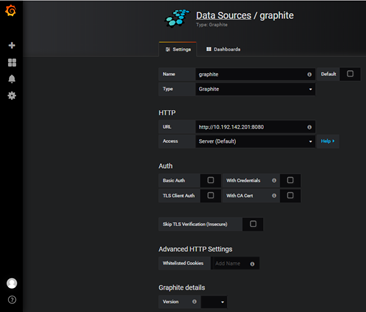 Data Sources / graphite
Type: Graphite
Settings Dashboards
Name graphite Default
Type Graphite
HTTP
URL http://10.192.142.201:8080
Access Server (Default) Help
Auth
Basic Auth With Credentials
TLS Client Auth With CA Cert
Skip TLS Verification (Insecure)
Advanced HTTP Settings
Whitelisted Cookies Add Name
Graphite details
Version